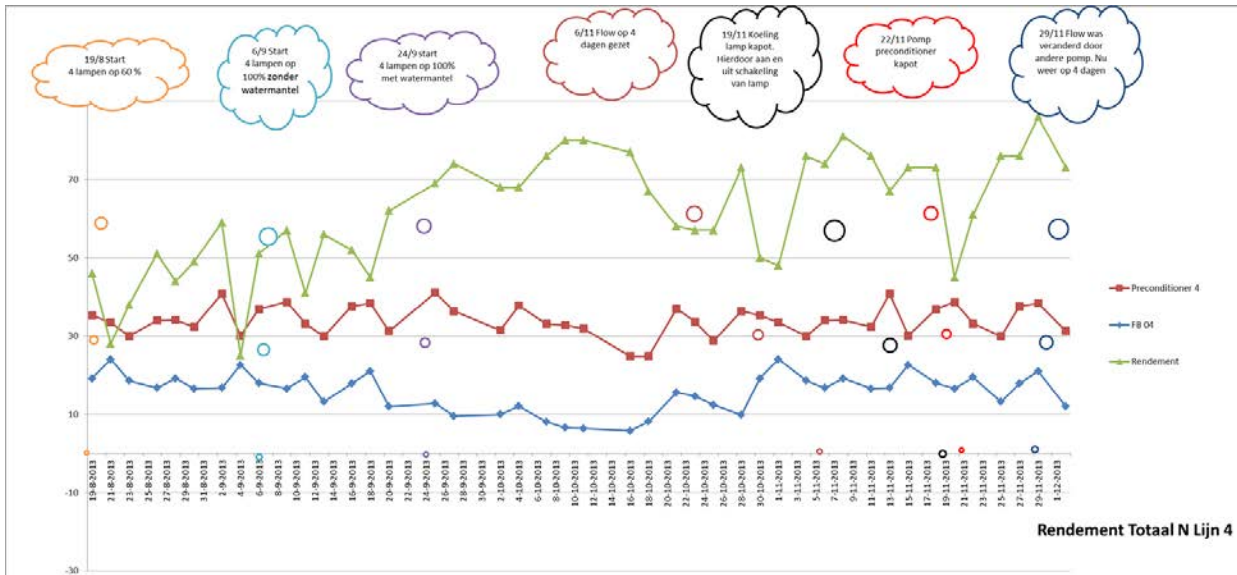 19/8 Start
4 lampen op 60 %
6/9 Start
4 lampen op
100% zonder
watermantel
24/9 start
4 lampen op 100%
met watermantel
6/11 Flow op 4
dagen gezet
19/11 Koeling
lamp kapot.
Hierdoor aan en
uit schakeling
van lamp
22/11 Pomp
preconditioner
kapot
29/11 Flow was
veranderd door
andere pomp. Nu
weer op 4 dagen
70
50
30
10
-10
-30
Preconditioner 4
FB 04
Rendement
19-8-2013
21-8-2013
23-8-2013
25-8-2013
27-8-2013
29-8-2013
31-8-2013
2-9-2013
4-9-2013
6-9-2013
8-9-2013
10-9-2013
12-9-2013
14-9-2013
16-9-2013
18-9-2013
20-9-2013
22-9-2013
24-9-2013
26-9-2013
28-9-2013
30-9-2013
2-10-2013
4-10-2013
6-10-2013
8-10-2013
10-10-2013
12-10-2013
14-10-2013
16-10-2013
18-10-2013
20-10-2013
22-10-2013
24-10-2013
26-10-2013
28-10-2013
30-10-2013
1-11-2013
3-11-2013
5-11-2013
7-11-2013
9-11-2013
11-11-2013
13-11-2013
15-11-2013
17-11-2013
19-11-2013
21-11-2013
23-11-2013
25-11-2013
27-11-2013
29-11-2013
1-12-2013
Rendement Totaal N Lijn 4